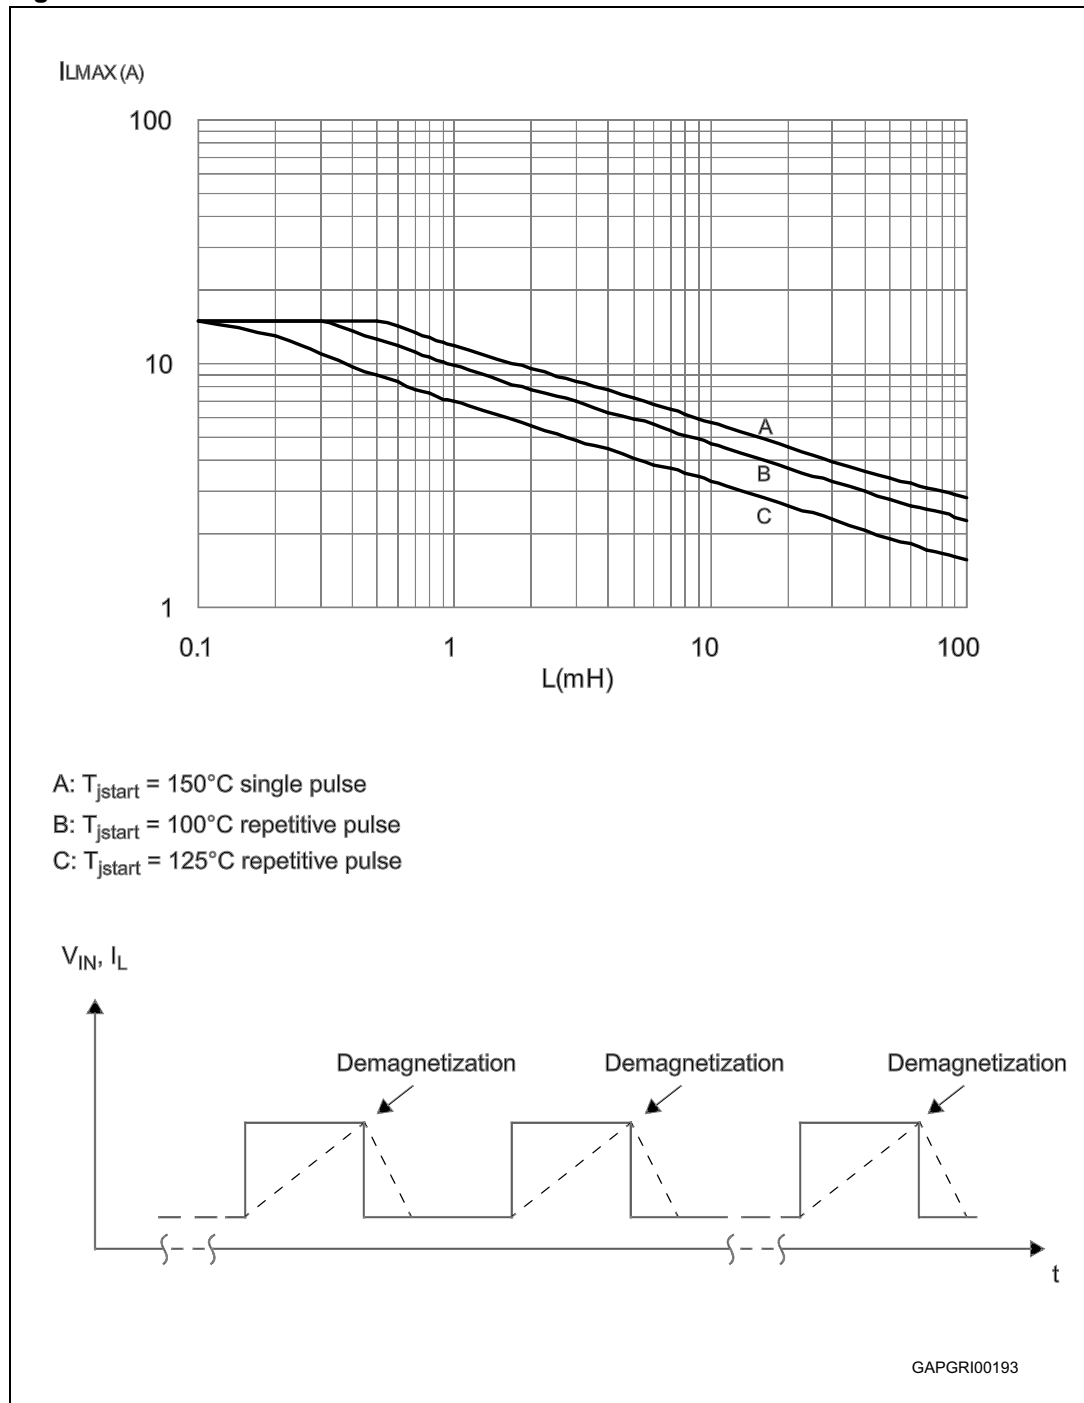 ILMAX (A)
100
10
1
A
B
C
0.1 1 10 100
L(mH)
A: Tjstart = 150°C single pulse
B: Tjstart = 100°C repetitive pulse
C: Tjstart = 125°C repetitive pulse
VIN, IL
Demagnetization Demagnetization Demagnetization
t
GAPGRI00193